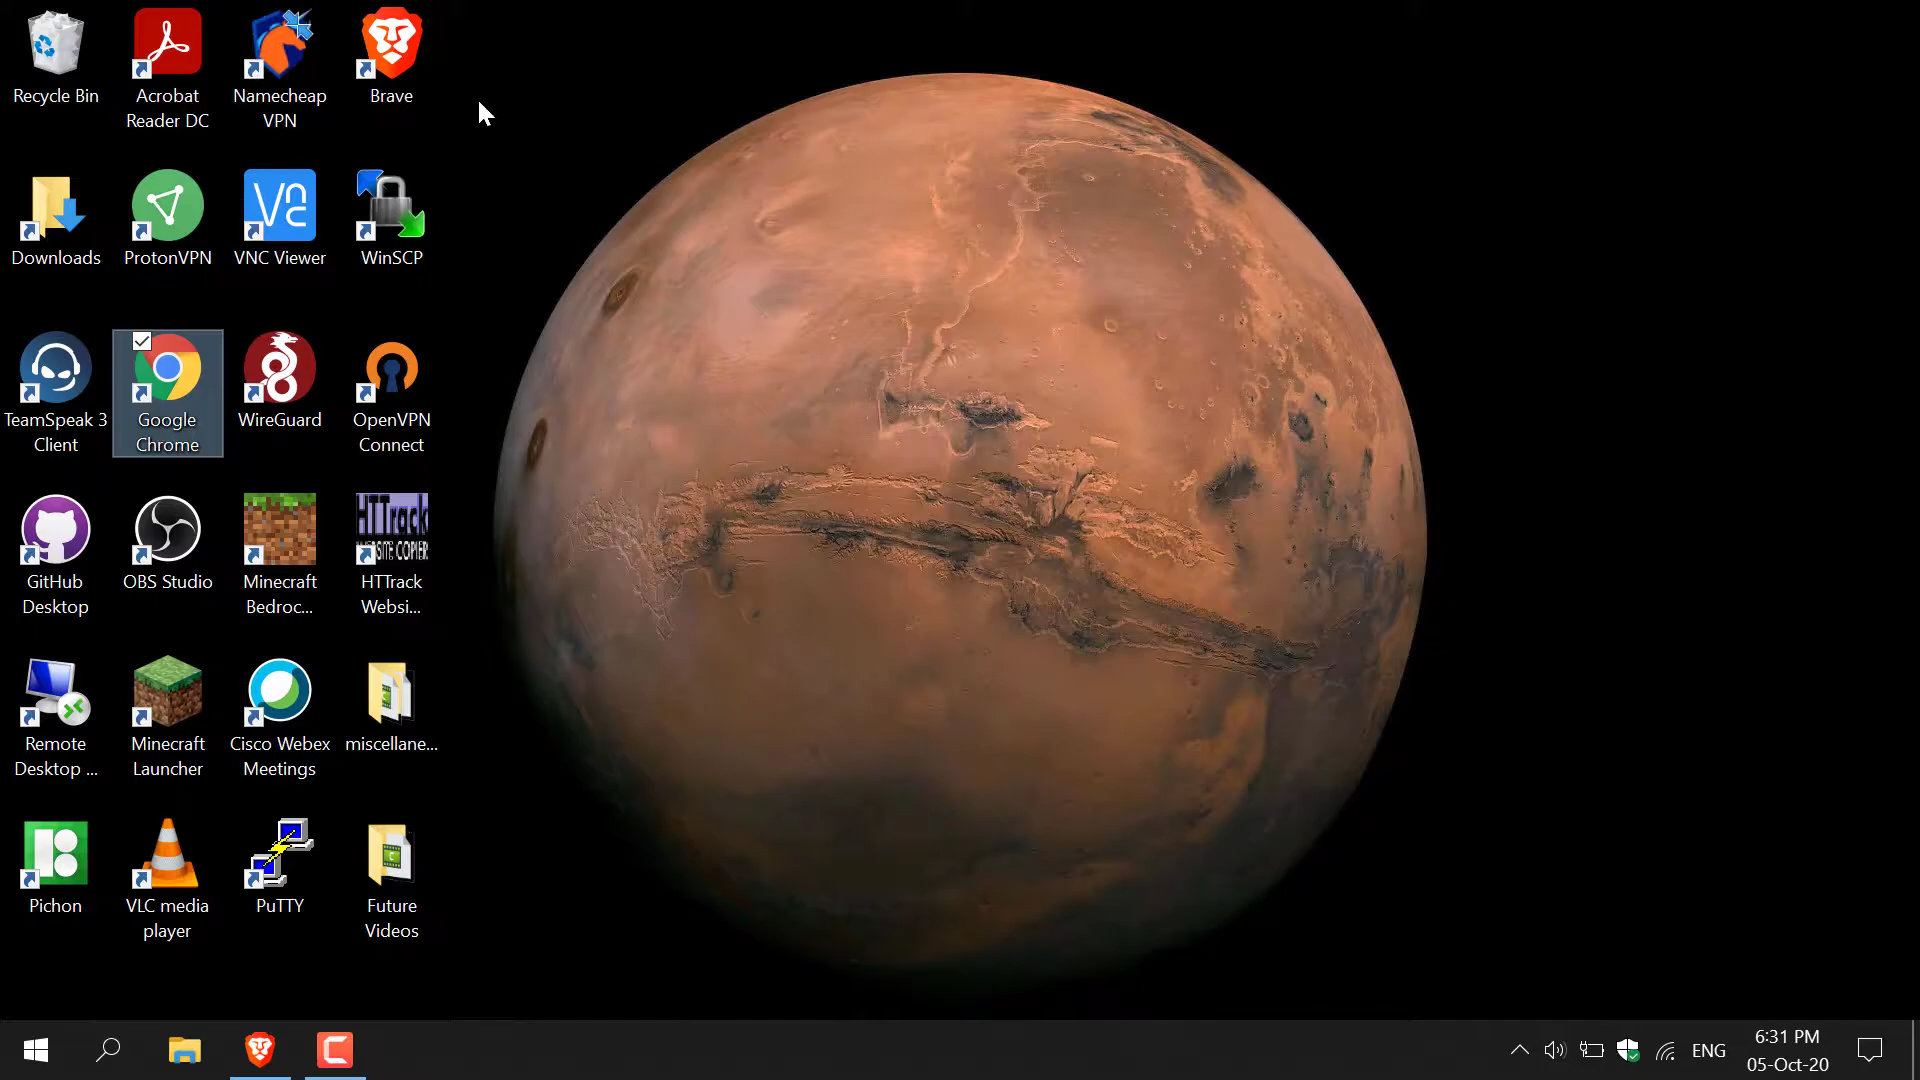 Recycle Bin
Acrobat
Reader DC
Namecheap
VPN
Brave
Downloads
ProtonVPN
VNC Viewer
WinSCP
TeamSpeak 3
Client
Google
Chrome
WireGuard
OpenVPN
Connect
GitHub
Desktop
OBS Studio
Minecraft
Bedroc...
HTTrack
WEBSITE COPIER
HTTrack
Websi...
Remote
Desktop ...
Minecraft
Launcher
Cisco Webex
Meetings
miscellane...
Pichon
VLC media
player
PuTTY
Future
Videos
ENG
6:31 PM
05-Oct-20